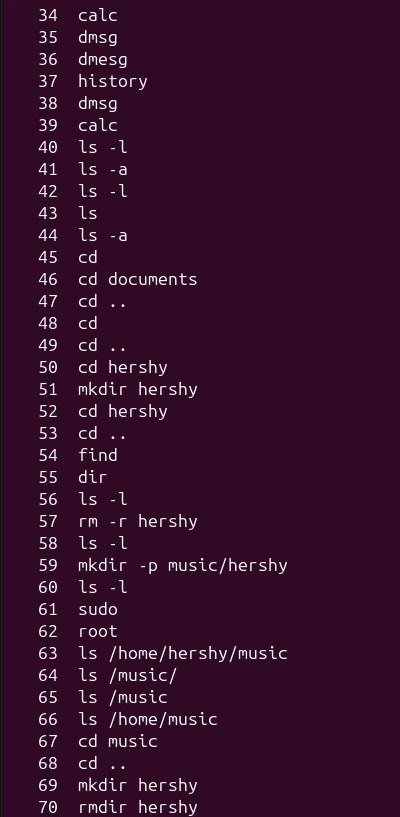 34 calc
35 dmsg
36 dmesg
37 history
38 dmsg
39 calc
40 ls -l
41 ls -a
42 ls -l
43 ls
44 ls -a
45 cd
46 cd documents
47 cd ..
48 cd
49 cd ..
50 cd hershy
51 mkdir hershy
52 cd hershy
53 cd ..
54 find
55 dir
56 ls -l
57 rm -r hershy
58 ls -l
59 mkdir -p music/hershy
60 ls -l
61 sudo
62 root
63 ls /home/hershy/music
64 ls /music/
65 ls /music
66 ls /home/music
67 cd music
68 cd ..
69 mkdir hershy
70 rmdir hershy